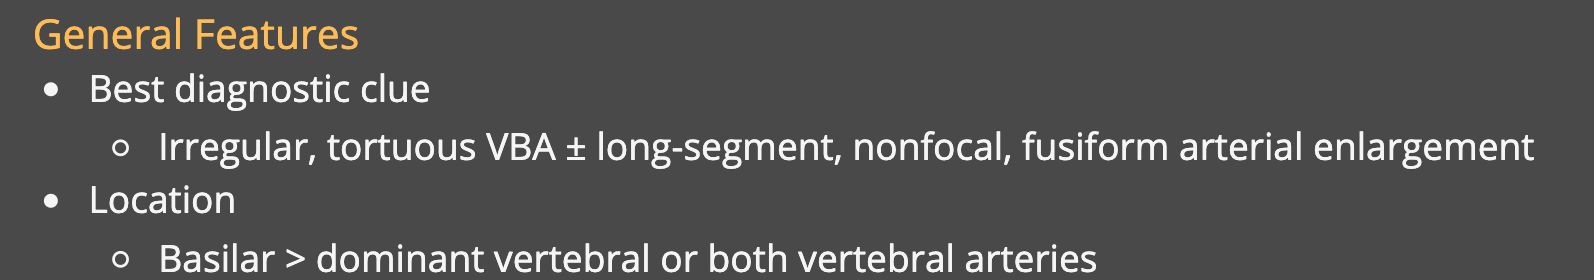 General Features
• Best diagnostic clue
○ Irregular, tortuous VBA ± long-segment, nonfocal, fusiform arterial enlargement
• Location
○ Basilar > dominant vertebral or both vertebral arteries